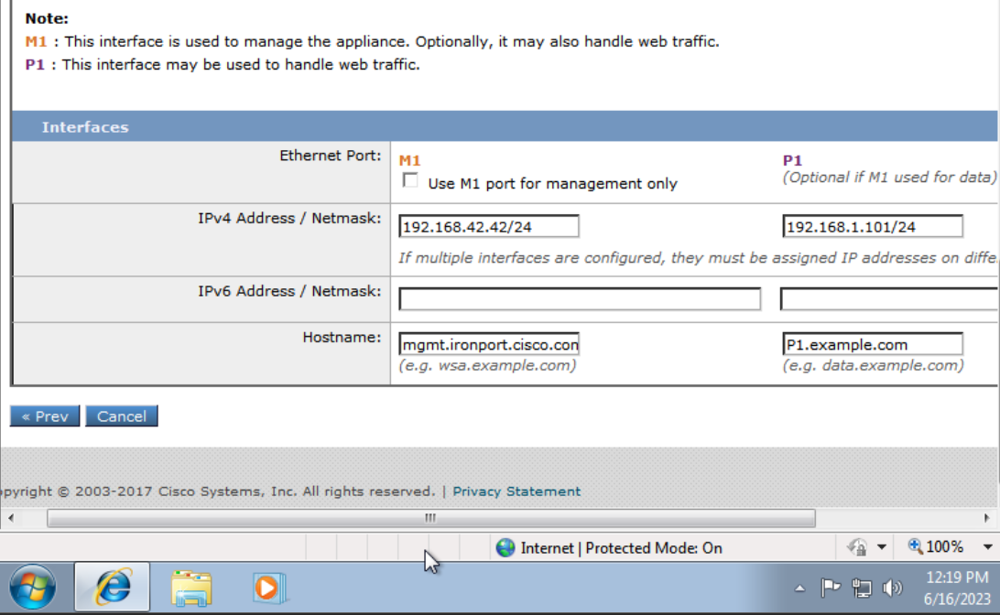 Note:
M1 : This interface is used to manage the appliance. Optionally, it may also handle web traffic.
P1 : This interface may be used to handle web traffic.
Interfaces
Ethernet Port: M1 P1
Use M1 port for management only (Optional if M1 used for data)
IPv4 Address / Netmask: 192.168.42.42/24 192.168.1.101/24
If multiple interfaces are configured, they must be assigned IP addresses on diffe
IPv6 Address / Netmask:
Hostname: mgmt.ironport.cisco.con P1.example.com
(e.g. wsa.example.com) (e.g. data.example.com)
« Prev Cancel
opyright © 2003-2017 Cisco Systems, Inc. All rights reserved. | Privacy Statement
Internet | Protected Mode: On 100%
12:19 PM
6/16/2023